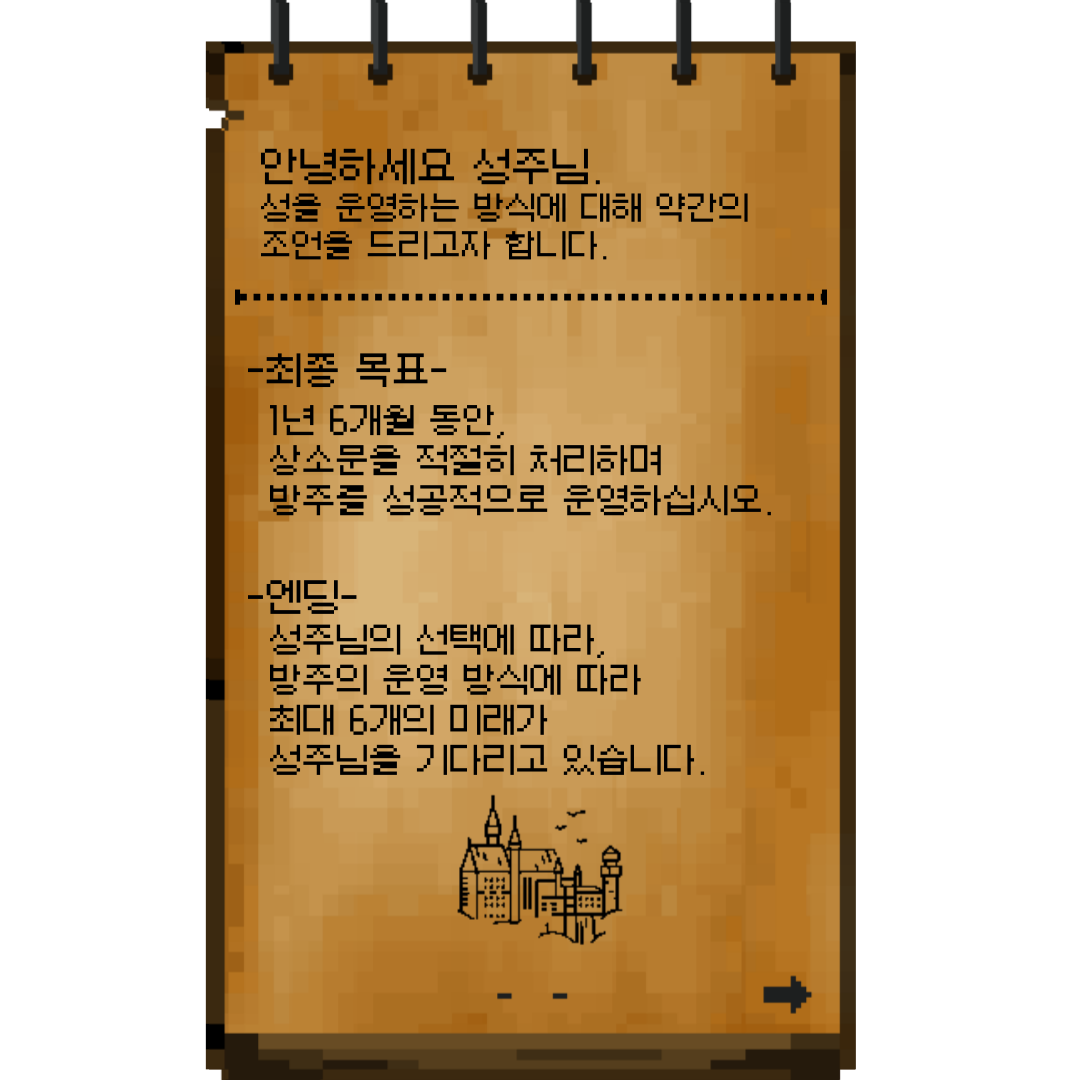 안녕하세요 성주님.
성을 운영하는 방식에 대해 약간의
조언을 드리고자 합니다.
-최종 목표-
1년 6개월 동안,
상소문을 적절히 처리하며
방주를 성공적으로 운영하십시오.
-엔딩-
성주님의 선택에 따라,
방주의 운영 방식에 따라
최대 6개의 미래가
성주님을 기다리고 있습니다.
- -